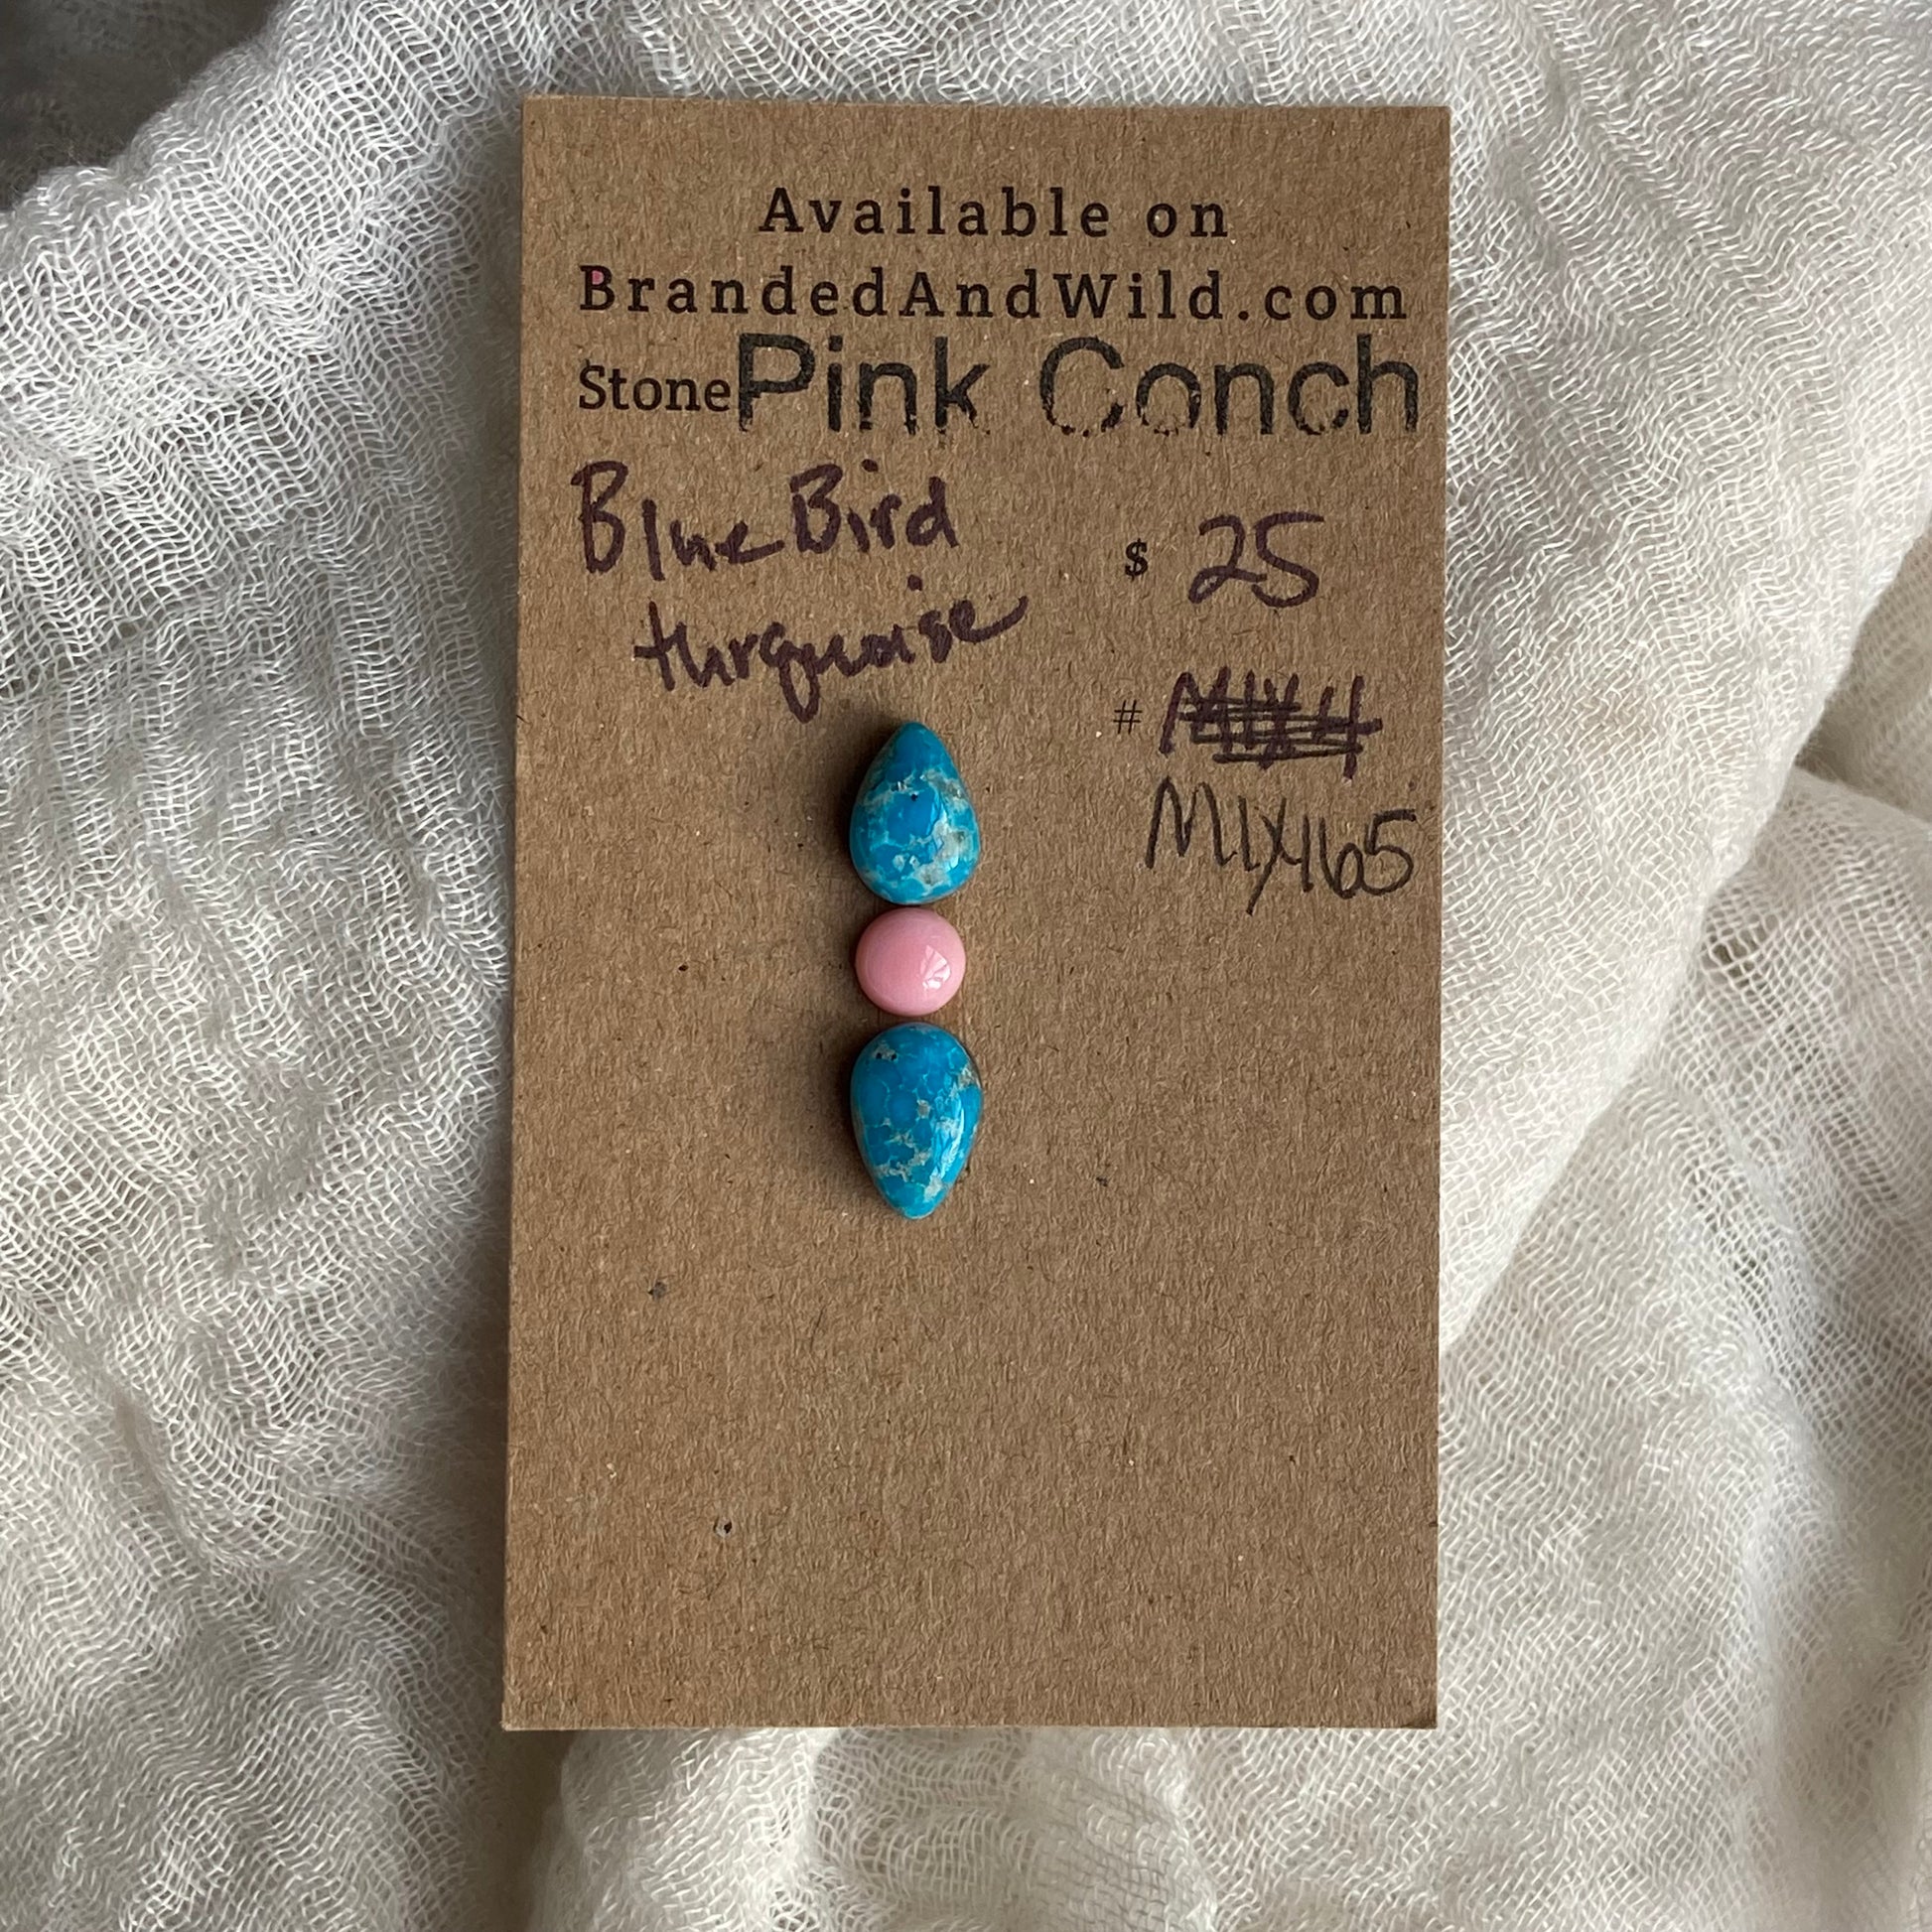 Available on
BrandedAndWild.com
Stone Pink Conch
Blue Bird
turquoise
$ 25
#
MIX465